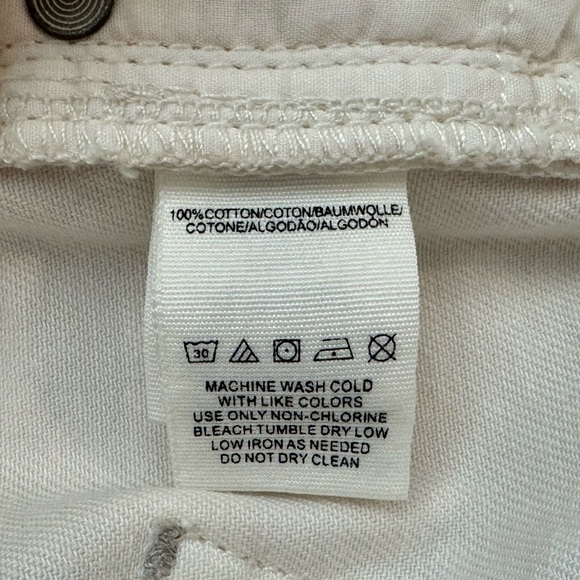 100%COTTON/COTON/BAUMWOLLE/
COTONE/ALGODÃO/ALGODÓN
30
MACHINE WASH COLD
WITH LIKE COLORS
USE ONLY NON-CHLORINE
BLEACH TUMBLE DRY LOW
LOW IRON AS NEEDED
DO NOT DRY CLEAN